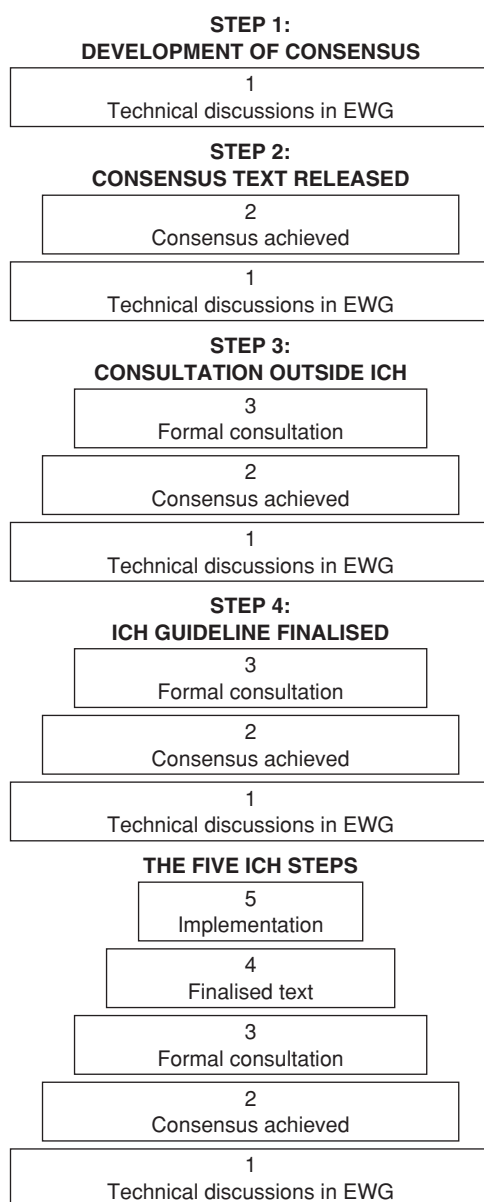 STEP 1:
DEVELOPMENT OF CONSENSUS
1
Technical discussions in EWG
STEP 2:
CONSENSUS TEXT RELEASED
2
Consensus achieved
1
Technical discussions in EWG
STEP 3:
CONSULTATION OUTSIDE ICH
3
Formal consultation
2
Consensus achieved
1
Technical discussions in EWG
STEP 4:
ICH GUIDELINE FINALISED
3
Formal consultation
2
Consensus achieved
1
Technical discussions in EWG
THE FIVE ICH STEPS
5
Implementation
4
Finalised text
3
Formal consultation
2
Consensus achieved
1
Technical discussions in EWG